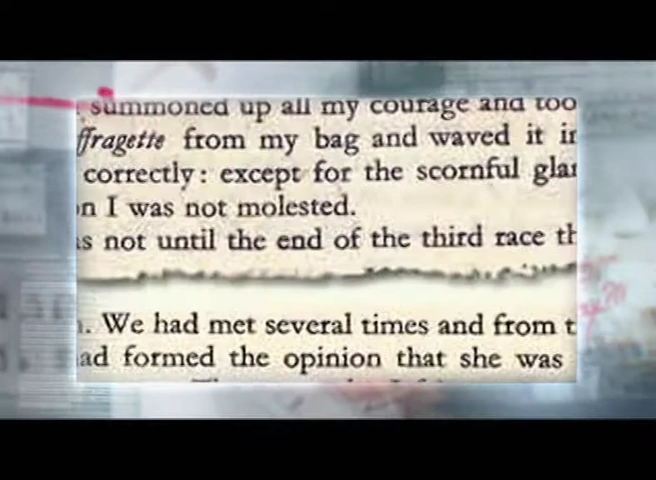 summoned up all my courage and too
ffragette from my bag and waved it in
correctly: except for the scornful glan
n I was not molested.
s not until the end of the third race th
. We had met several times and from t
ad formed the opinion that she was